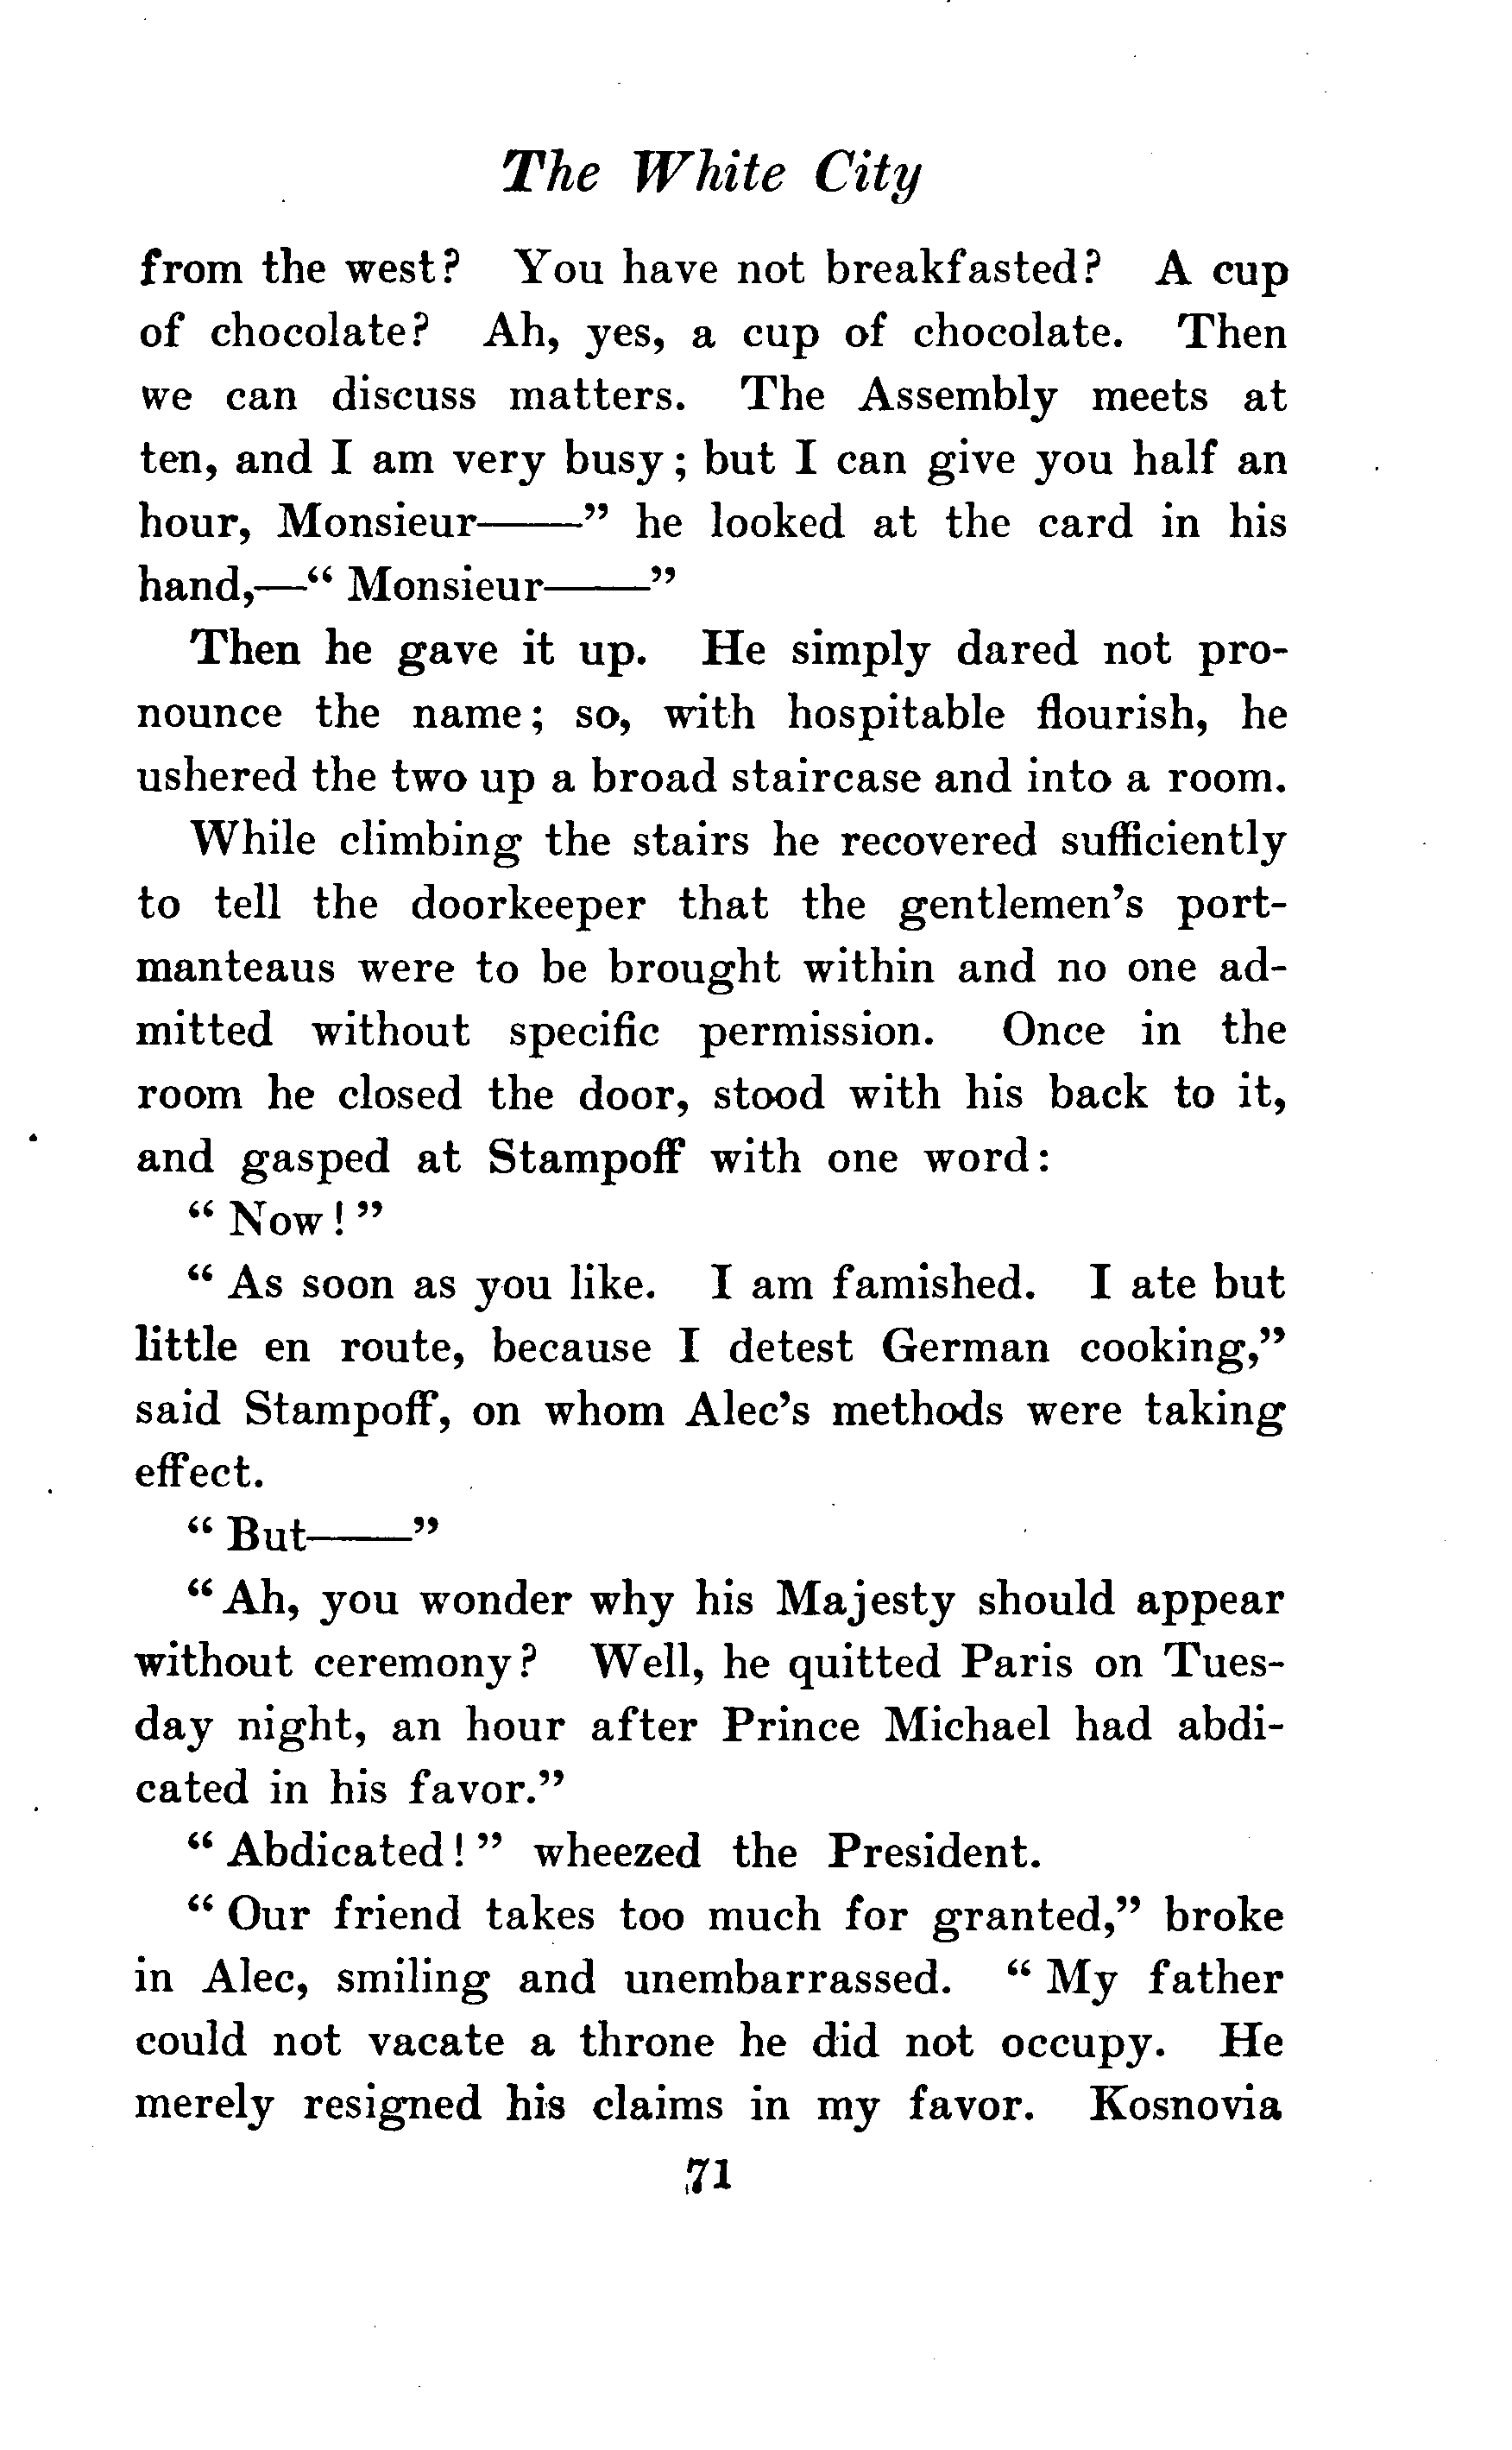 The White City
from the west? You have not breakfasted? A cup
of chocolate? Ah, yes, a cup of chocolate. Then
we can discuss matters. The Assembly meets at
ten, and I am very busy; but I can give you half an
hour, Monsieur——” he looked at the card in his
hand,—“ Monsieur——”
Then he gave it up. He simply dared not pro-
nounce the name; so, with hospitable flourish, he
ushered the two up a broad staircase and into a room.
While climbing the stairs he recovered sufficiently
to tell the doorkeeper that the gentlemen’s port-
manteaus were to be brought within and no one ad-
mitted without specific permission. Once in the
room he closed the door, stood with his back to it,
and gasped at Stampoff with one word:
“ Now! ”
“ As soon as you like. I am famished. I ate but
little en route, because I detest German cooking,”
said Stampoff, on whom Alec’s methods were taking
effect.
“ But——”
“ Ah, you wonder why his Majesty should appear
without ceremony? Well, he quitted Paris on Tues-
day night, an hour after Prince Michael had abdi-
cated in his favor.”
“ Abdicated! ” wheezed the President.
“ Our friend takes too much for granted,” broke
in Alec, smiling and unembarrassed. “ My father
could not vacate a throne he did not occupy. He
merely resigned his claims in my favor. Kosnovia
71